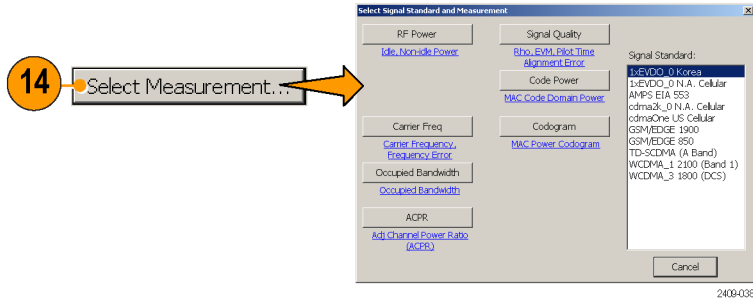 Select Signal Standard and Measurement
14
Select Measurement...
RF Power
Idle, Non-idle Power
Carrier Freq
Carrier Frequency,
Frequency Error
Occupied Bandwidth
Occupied Bandwidth
ACPR
Adj Channel Power Ratio
(ACPR)
Signal Quality
Rho, EVM, Pilot Time
Alignment Error
Code Power
MAC Code Domain Power
Codogram
MAC Power Codogram
Signal Standard:
1xEVDO_0 Korea
1xEVDO_0 N.A. Cellular
AMPS EIA 553
cdma2k_0 N.A. Cellular
cdmaOne US Cellular
GSM/EDGE 1900
GSM/EDGE 850
TD-SCDMA (A Band)
WCDMA_1 2100 (Band 1)
WCDMA_3 1800 (DCS)
Cancel
2409-038